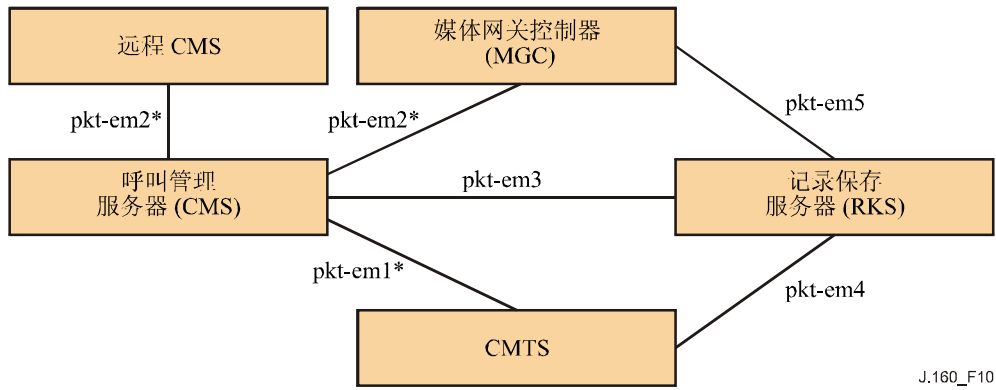 远程 CMS
媒体网关控制器
(MGC)
pkt-em2*
pkt-em2*
pkt-em5
呼叫管理
服务器 (CMS)
pkt-em3
记录保存
服务器 (RKS)
pkt-em1*
pkt-em4
CMTS
J.160_F10